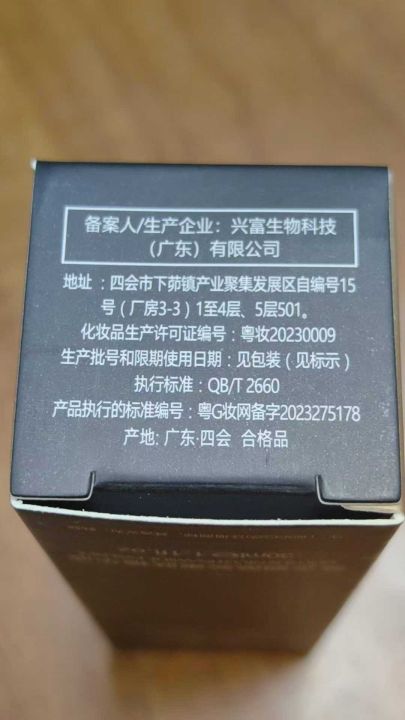 备案人/生产企业：兴富生物科技
（广东）有限公司
地址：四会市下茆镇产业聚集发展区自编号15
号（厂房3-3）1至4层、5层501。
化妆品生产许可证编号：粤妆20230009
生产批号和限期使用日期：见包装（见标示）
执行标准：QB/T 2660
产品执行的标准编号：粤G妆网备字2023275178
产地: 广东·四会 合格品